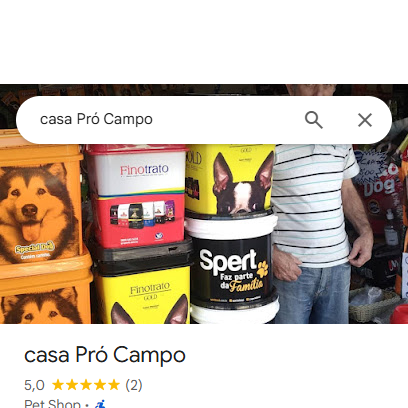 casa Pró Campo
Finotrato
GOLD
Spert
Faz parte
da Família
Dog
Finotrato
GOLD
casa Pró Campo
5,0 ★★★★★ (2)
Pet Shop ·